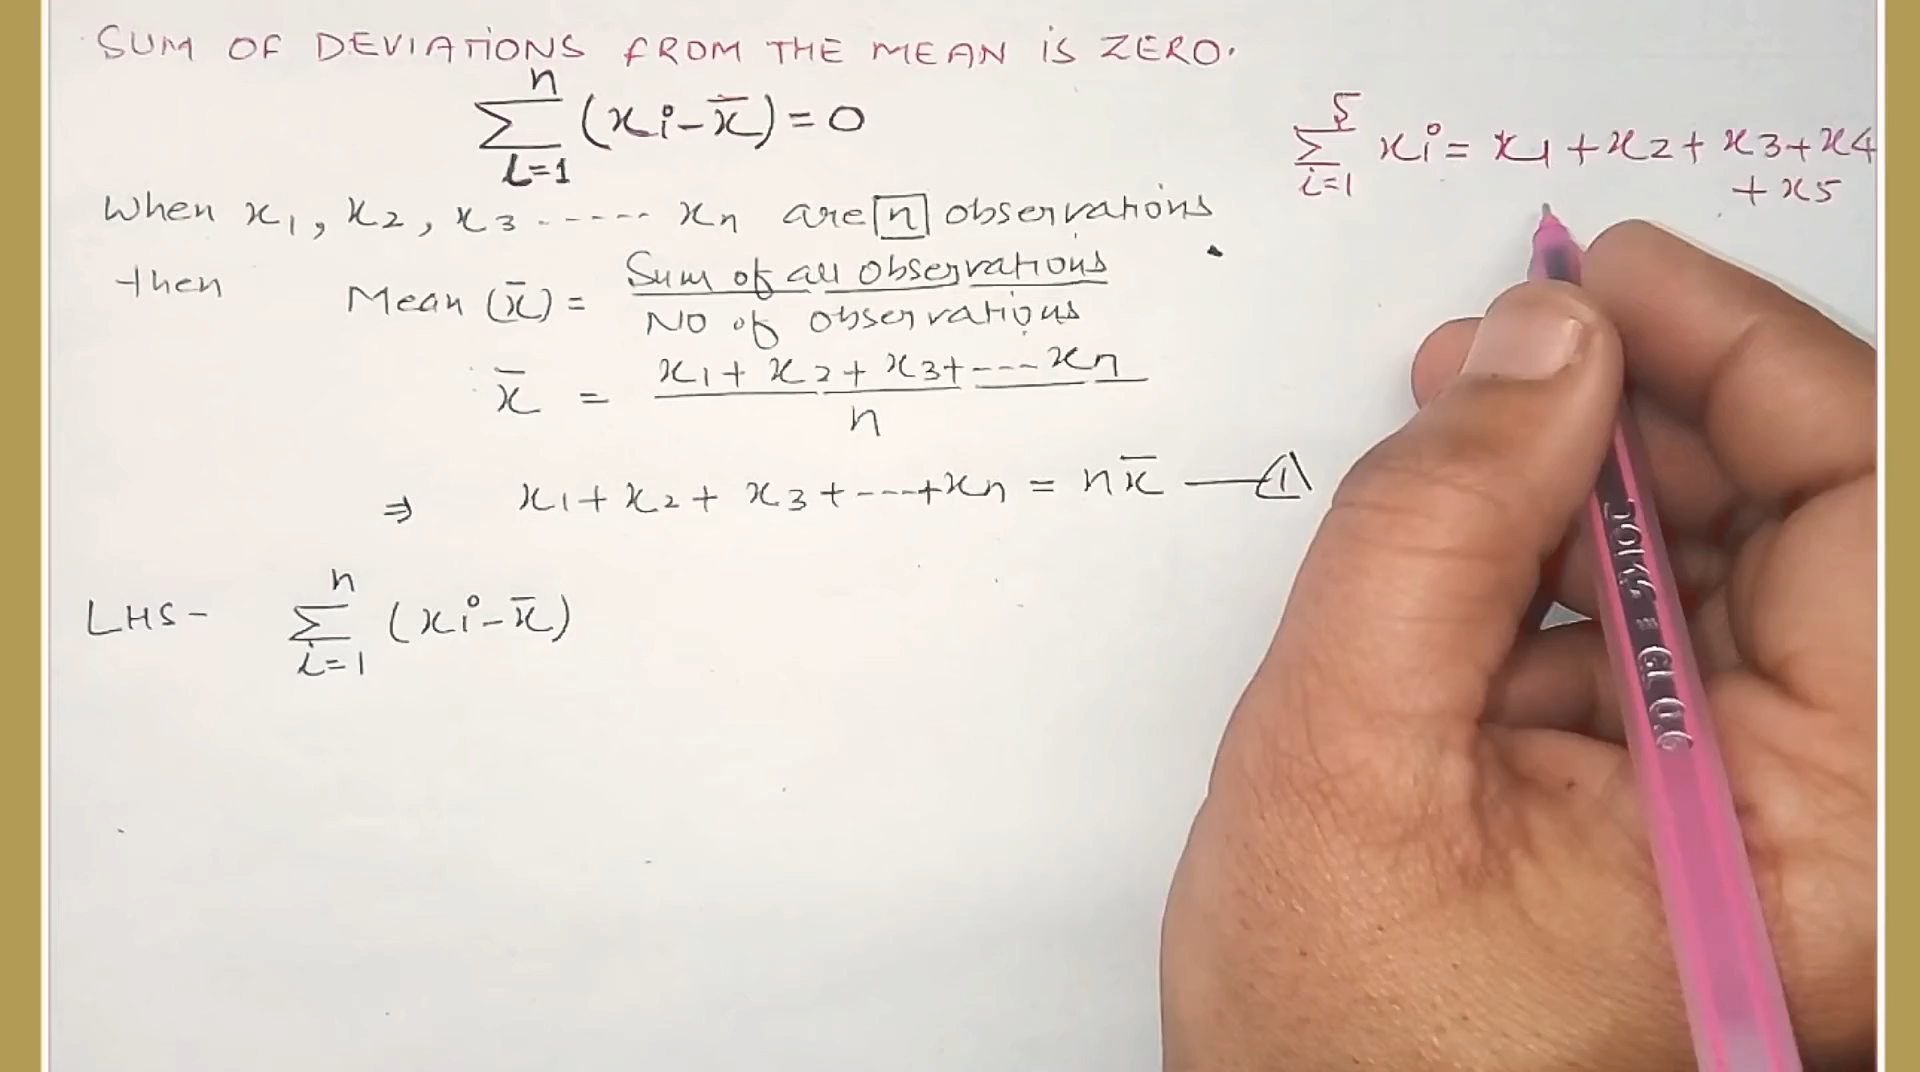 SUM OF DEVIATIONS FROM THE MEAN IS ZERO.
n
∑ (xi - x̄) = 0
i=1
When x1, x2, x3 ----- xn are n observations
then Mean (x̄) = Sum of all observations
No of observations
x̄ = x1 + x2 + x3 + --- xn
n
⇒ x1 + x2 + x3 + ---- + xn = nx̄ — 1
LHS - n
∑ (xi - x̄)
i=1
5
∑ xi = x1 + x2 + x3 + x4
i=1 + x5